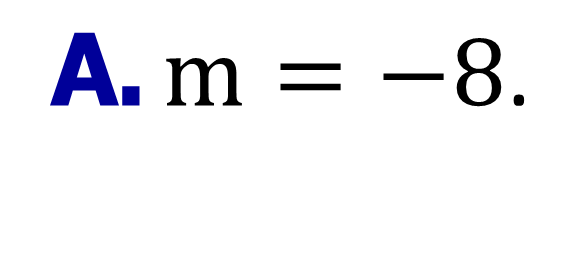 A. m = −8.